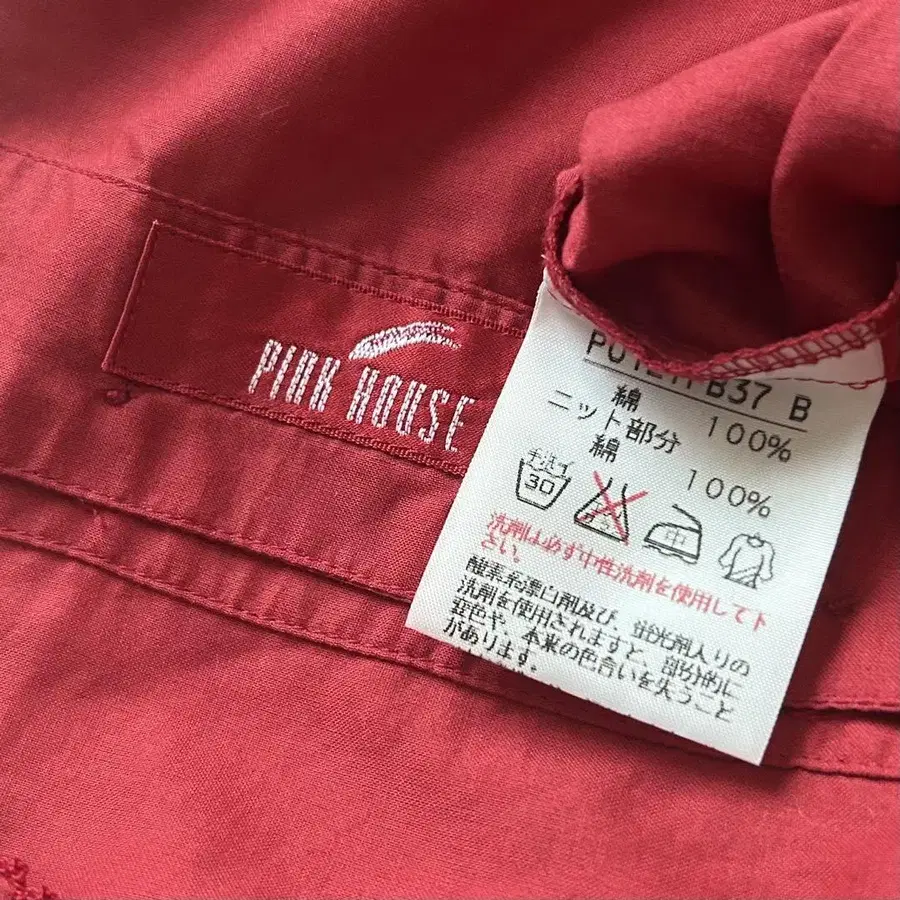 PINK HOUSE
B37 B
綿 100%
ニット部分
綿 100%
手洗イ
30
中
洗剤は必ず中性洗剤を使用して下
さい。
酸素系漂白剤及び、蛍光剤入りの
洗剤を使用されますと、部分的に
変色や、本来の色合いを失うこと
があります。